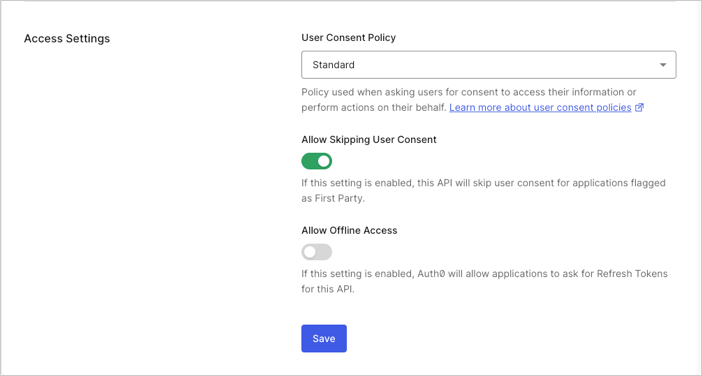 Access Settings
User Consent Policy
Standard
Policy used when asking users for consent to access their information or
perform actions on their behalf. Learn more about user consent policies
Allow Skipping User Consent
If this setting is enabled, this API will skip user consent for applications flagged
as First Party.
Allow Offline Access
If this setting is enabled, Auth0 will allow applications to ask for Refresh Tokens
for this API.
Save